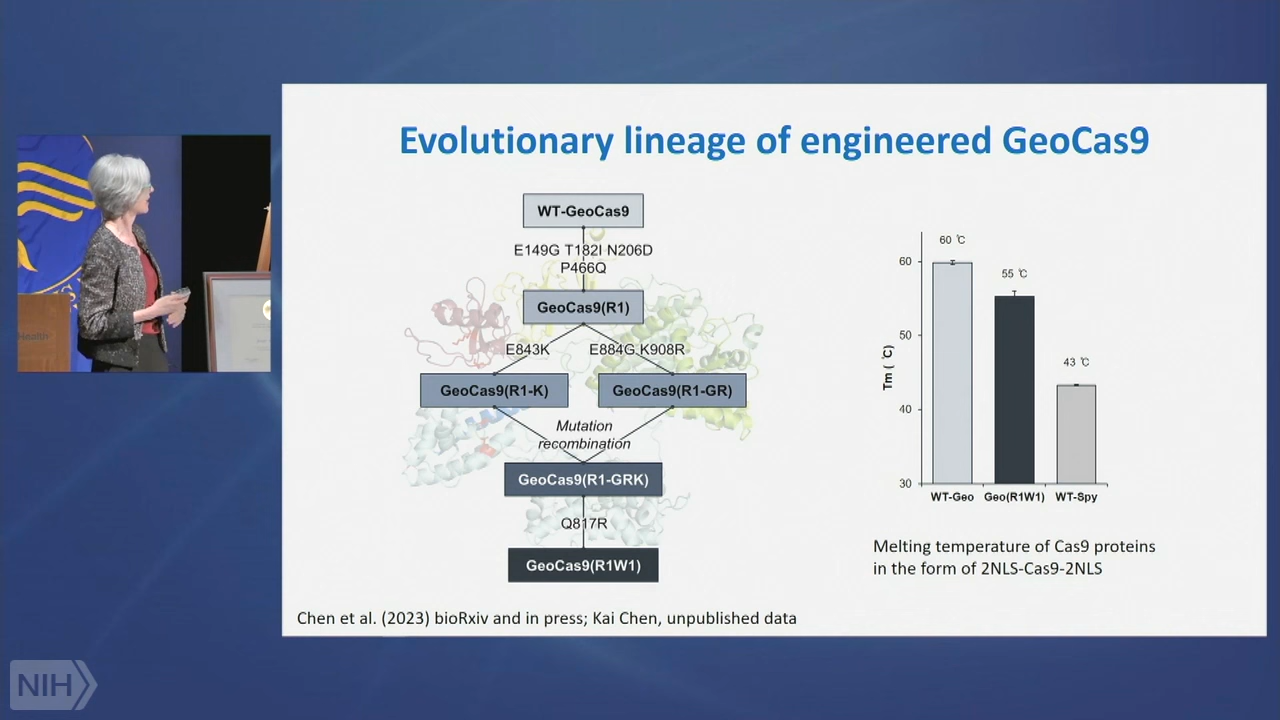 Evolutionary lineage of engineered GeoCas9
WT-GeoCas9
E149G T182I N206D
P466Q
GeoCas9(R1)
E843K
E884G K908R
GeoCas9(R1-K)
GeoCas9(R1-GR)
Mutation
recombination
GeoCas9(R1-GRK)
Q817R
GeoCas9(R1W1)
Chen et al. (2023) bioRxiv and in press; Kai Chen, unpublished data
Tm (℃)
60
50
40
30
60 ℃
55 ℃
43 ℃
WT-Geo
Geo(R1W1)
WT-Spy
Melting temperature of Cas9 proteins
in the form of 2NLS-Cas9-2NLS
Health
NIH